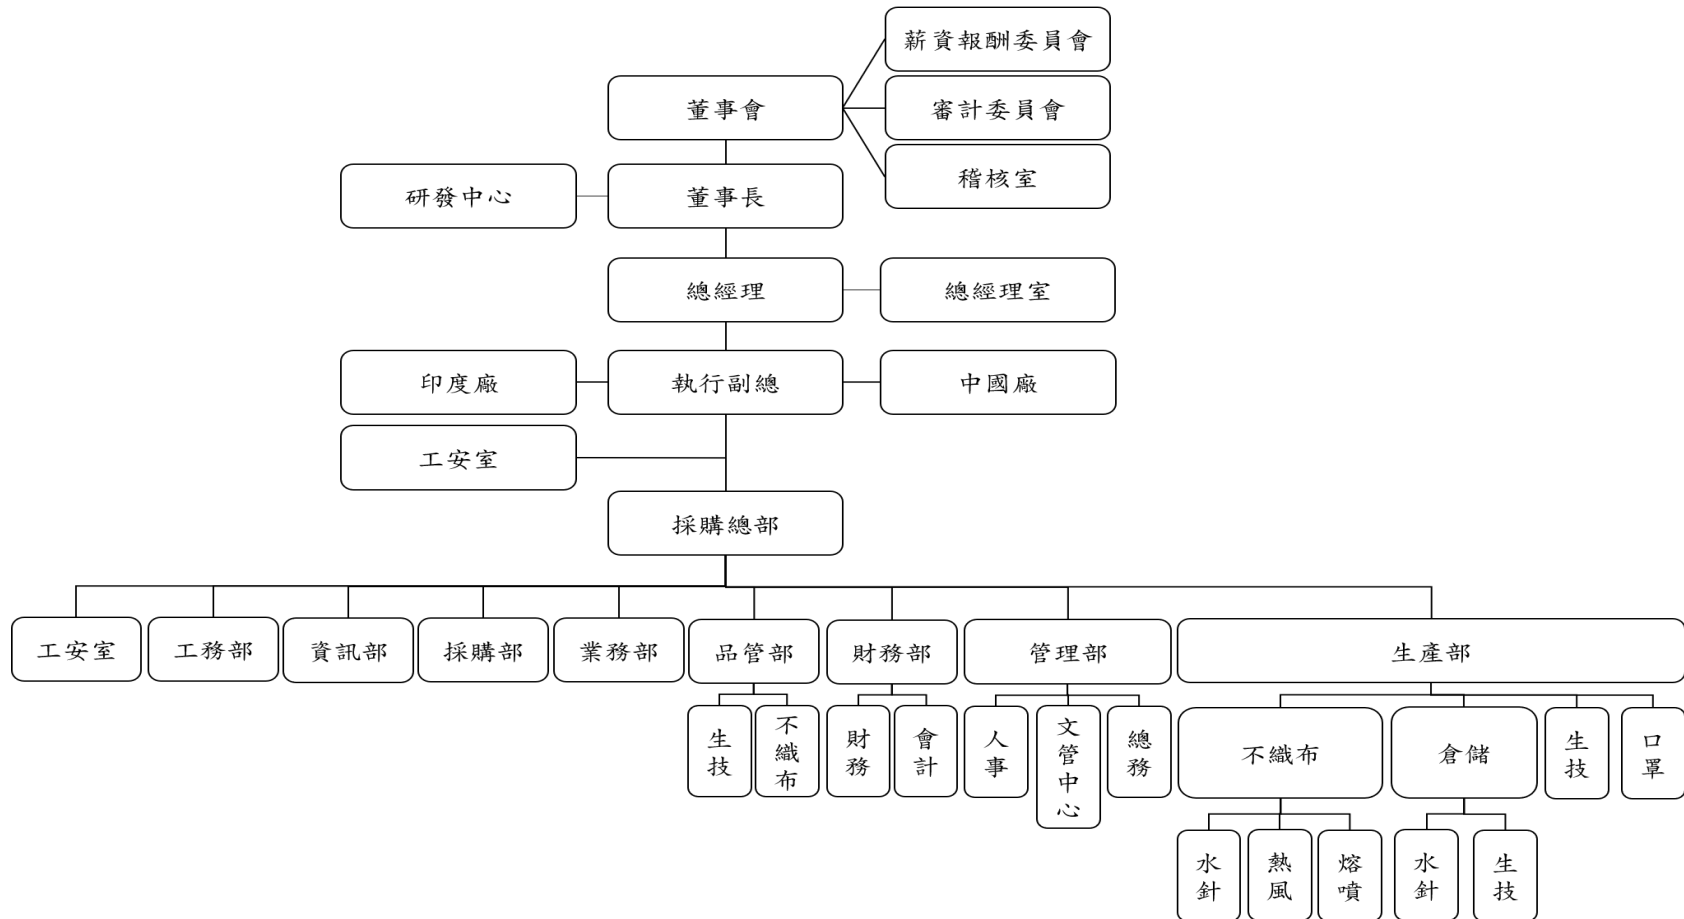 薪資報酬委員會
董事會
審計委員會
稽核室
研發中心
董事長
總經理
總經理室
印度廠
執行副總
中國廠
工安室
採購總部
工安室
工務部
資訊部
採購部
業務部
品管部
財務部
管理部
生產部
生技
不織布
財務
會計
人事
文管中心
總務
不織布
倉儲
生技
口罩
水針
熱風
熔噴
水針
生技